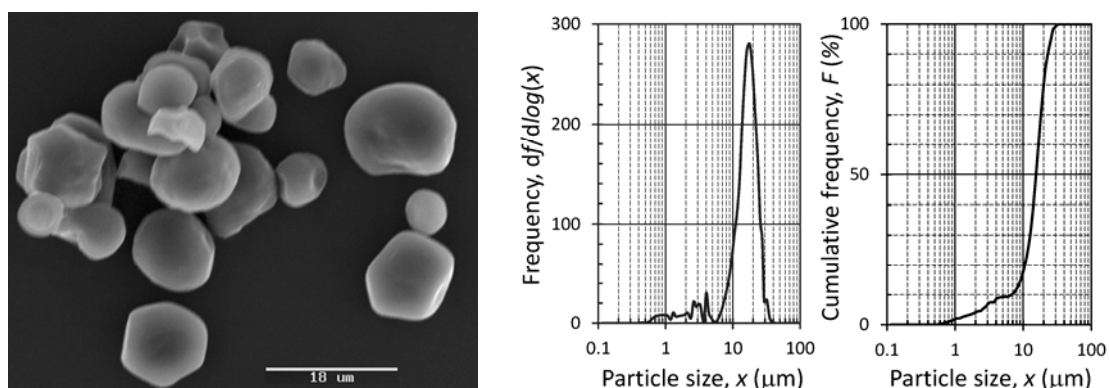 18 um
Frequency, df/dlog(x)
300
200
100
0
0.1 1 10 100
Particle size, x (μm)
Cumulative frequency, F (%)
100
50
0
0.1 1 10 100
Particle size, x (μm)